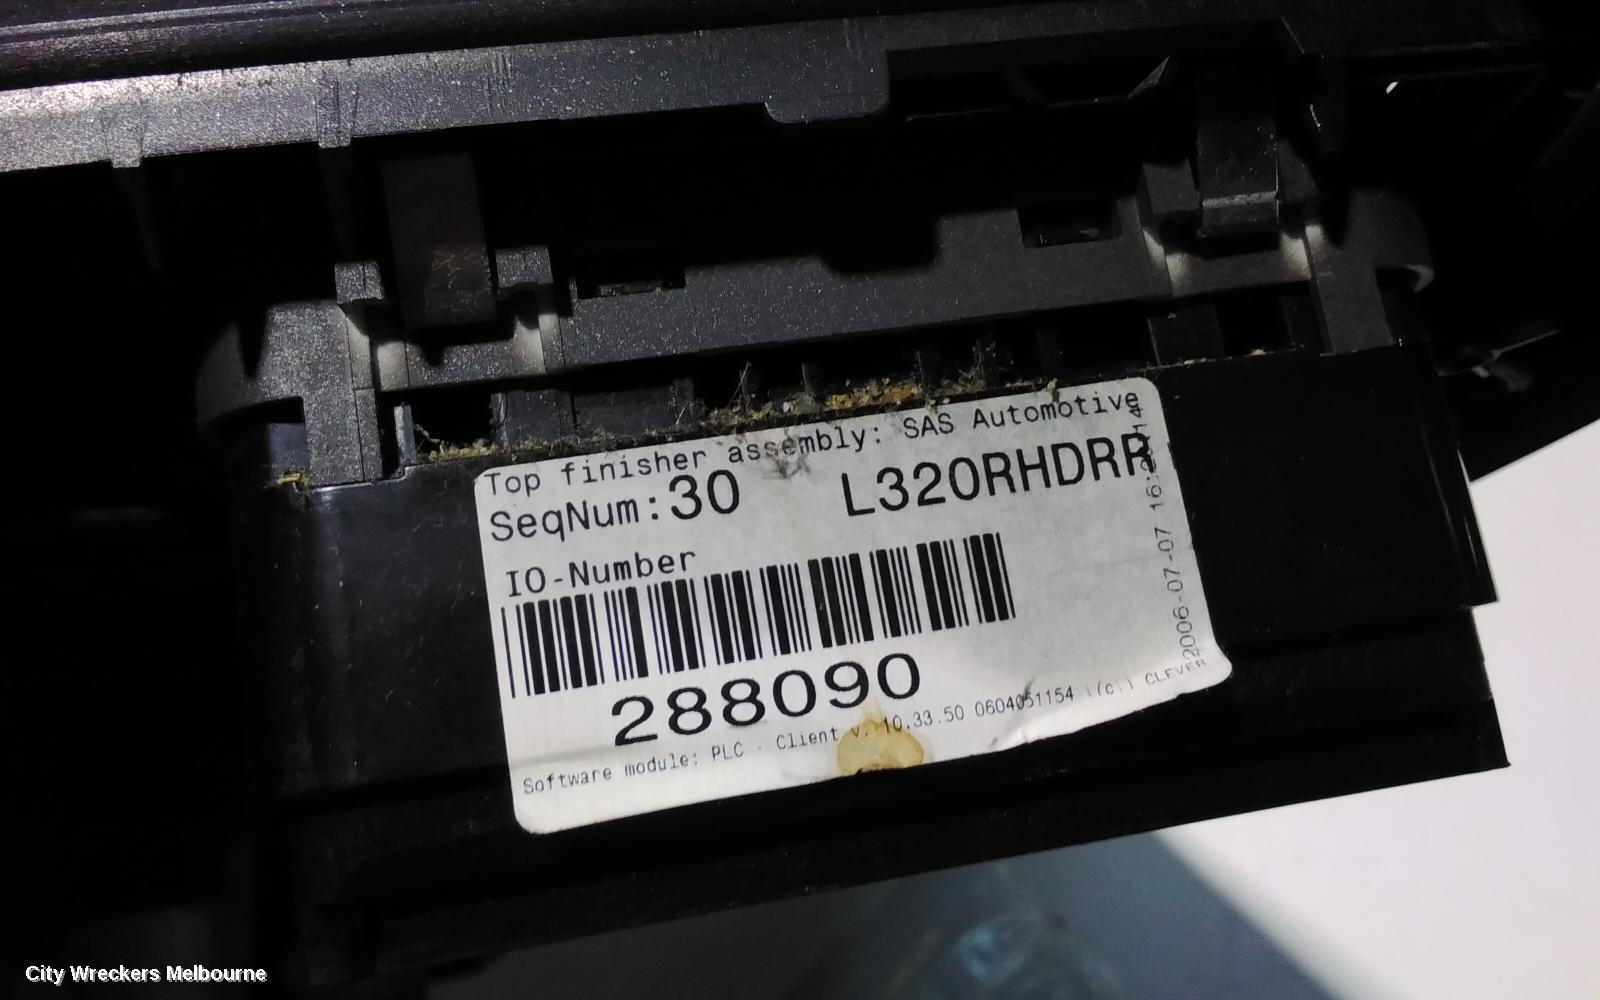 Top finisher assembly: SAS Automotive
SeqNum:30 L320RHDRR
IO-Number
288090
Software module: PLC - Client v. 10.33.50 0604051154 (c) CLEVER
2006-07-07 16:
City Wreckers Melbourne